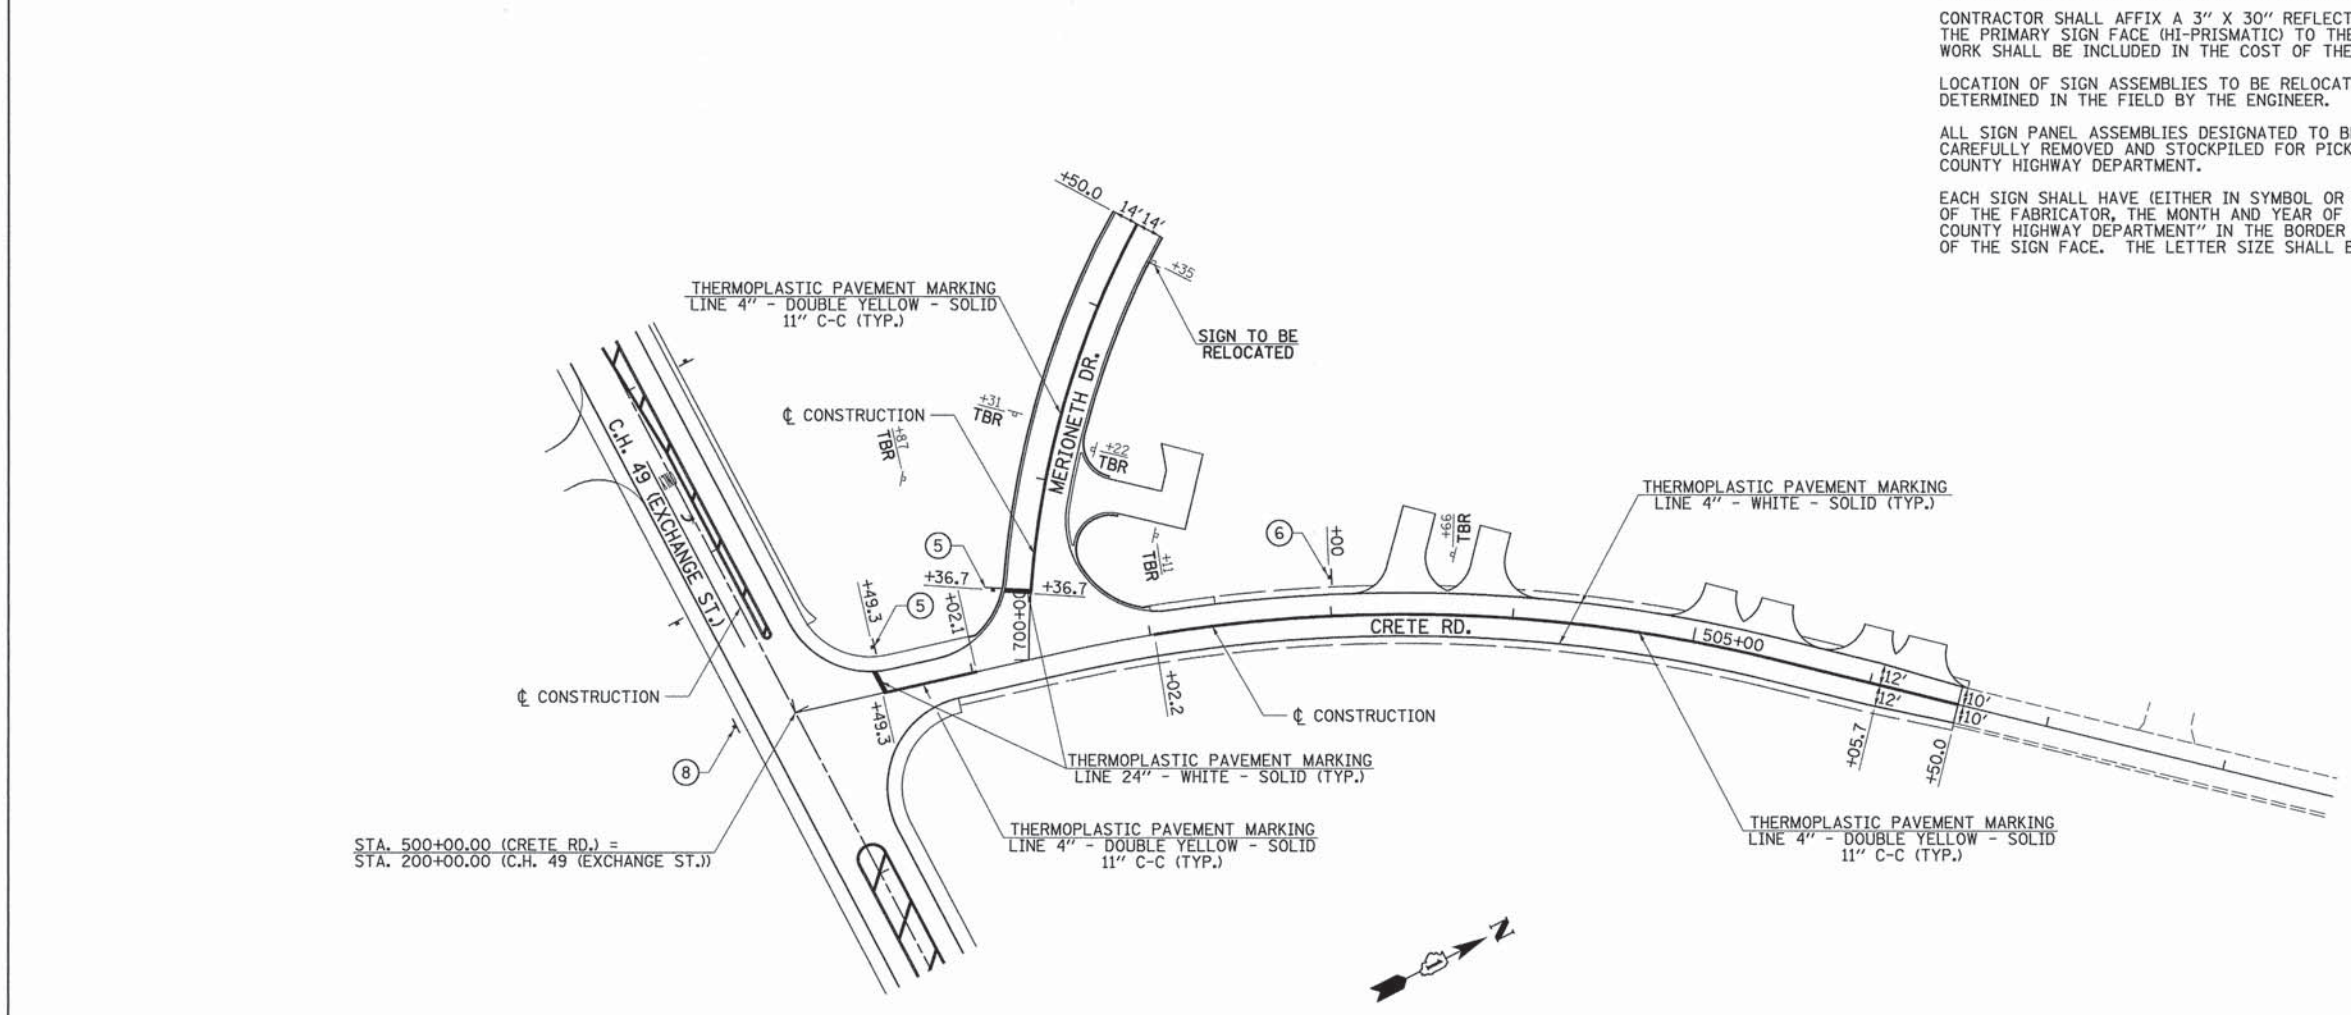 CONTRACTOR SHALL AFFIX A 3" X 30" REFLECT
THE PRIMARY SIGN FACE (HI-PRISMATIC) TO THE
WORK SHALL BE INCLUDED IN THE COST OF THE
LOCATION OF SIGN ASSEMBLIES TO BE RELOCAT
DETERMINED IN THE FIELD BY THE ENGINEER.
ALL SIGN PANEL ASSEMBLIES DESIGNATED TO B
CAREFULLY REMOVED AND STOCKPILED FOR PICK
COUNTY HIGHWAY DEPARTMENT.
EACH SIGN SHALL HAVE (EITHER IN SYMBOL OR
OF THE FABRICATOR, THE MONTH AND YEAR OF
COUNTY HIGHWAY DEPARTMENT" IN THE BORDER
OF THE SIGN FACE. THE LETTER SIZE SHALL B
+50.0
14' 14'
+35
THERMOPLASTIC PAVEMENT MARKING
LINE 4" - DOUBLE YELLOW - SOLID
11" C-C (TYP.)
SIGN TO BE
RELOCATED
MERIONETH DR.
+31
TBR
℄ CONSTRUCTION
+87
TBR
+22
TBR
C.H. 49 (EXCHANGE ST.)
THERMOPLASTIC PAVEMENT MARKING
LINE 4" - WHITE - SOLID (TYP.)
+66
TBR
6
+00
5
+11
TBR
+36.7
+36.7
+49.3
5
+02.1
700+00
CRETE RD.
505+00
12'
12'
10'
10'
℄ CONSTRUCTION
+49.3
+02.2
℄ CONSTRUCTION
+05.7
+50.0
8
THERMOPLASTIC PAVEMENT MARKING
LINE 24" - WHITE - SOLID (TYP.)
THERMOPLASTIC PAVEMENT MARKING
LINE 4" - DOUBLE YELLOW - SOLID
11" C-C (TYP.)
THERMOPLASTIC PAVEMENT MARKING
LINE 4" - DOUBLE YELLOW - SOLID
11" C-C (TYP.)
STA. 500+00.00 (CRETE RD.) =
STA. 200+00.00 (C.H. 49 (EXCHANGE ST.))
1
N